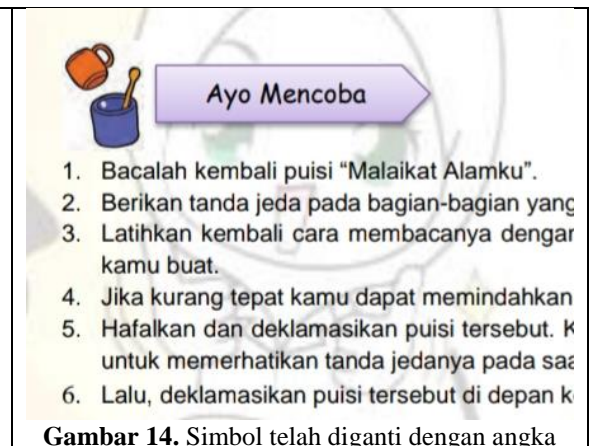 Ayo Mencoba
1. Bacalah kembali puisi “Malaikat Alamku”.
2. Berikan tanda jeda pada bagian-bagian yang
3. Latihkan kembali cara membacanya dengan
kamu buat.
4. Jika kurang tepat kamu dapat memindahkan
5. Hafalkan dan deklamasikan puisi tersebut. K
untuk memerhatikan tanda jedanya pada saa
6. Lalu, deklamasikan puisi tersebut di depan k
Gambar 14. Simbol telah diganti dengan angka